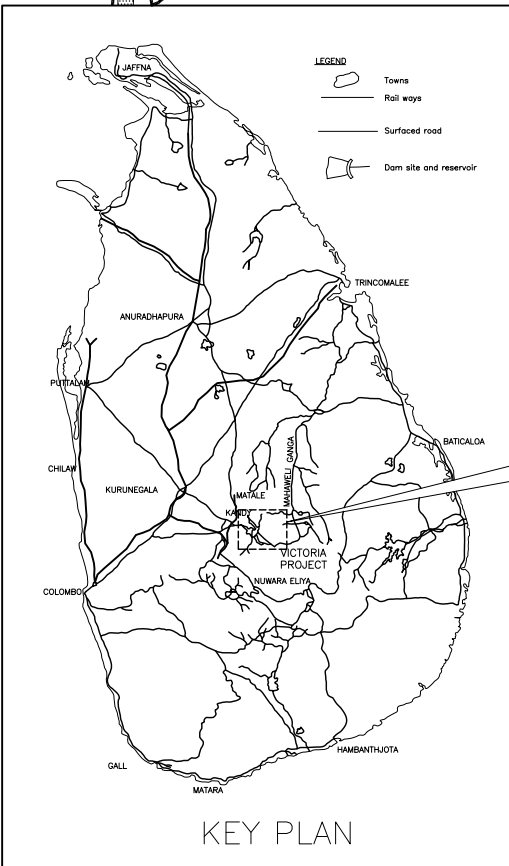 JAFFNA
LEGEND
Towns
Rail ways
Surfaced road
Dam site and reservoir
TRINCOMALEE
ANURADHAPURA
PUTTALAM
BATICALOA
MAHAWELI GANGA
CHILAW
KURUNEGALA
MATALE
KANDY
VICTORIA
PROJECT
NUWARA ELIYA
COLOMBO
HAMBANTHJOTA
GALL
MATARA
KEY PLAN